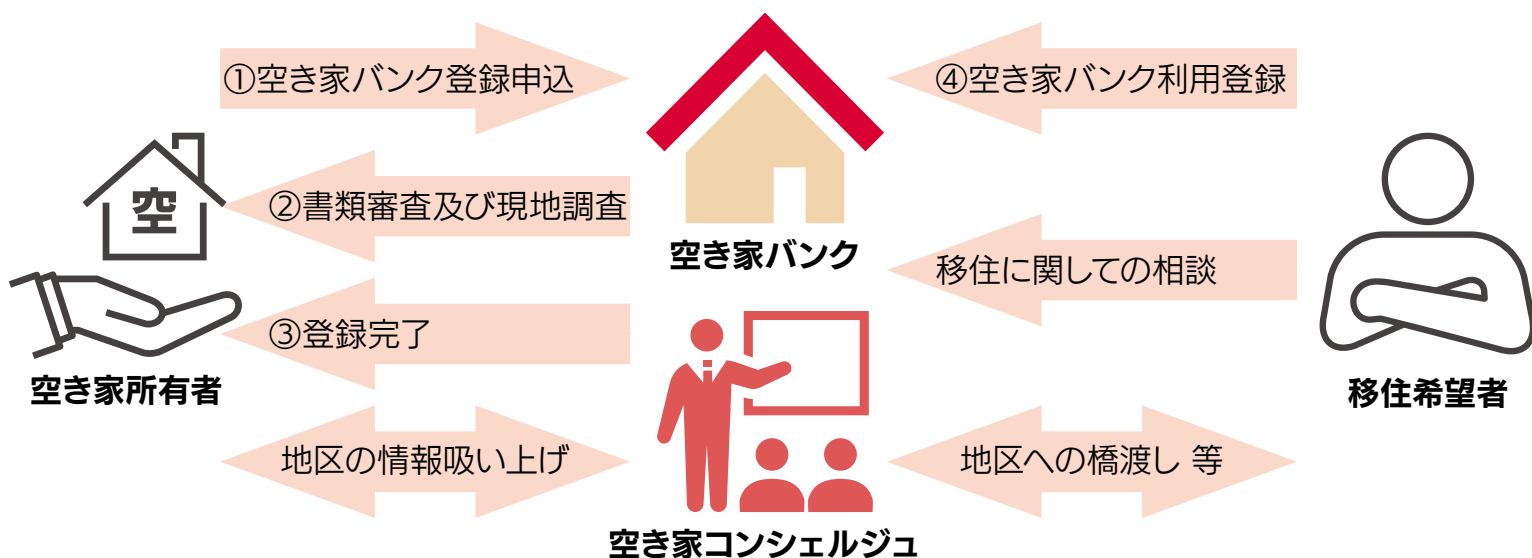 ①空き家バンク登録申込
④空き家バンク利用登録
空
②書類審査及び現地調査
空き家バンク
移住に関しての相談
③登録完了
空き家所有者
移住希望者
地区の情報吸い上げ
地区への橋渡し 等
空き家コンシェルジュ